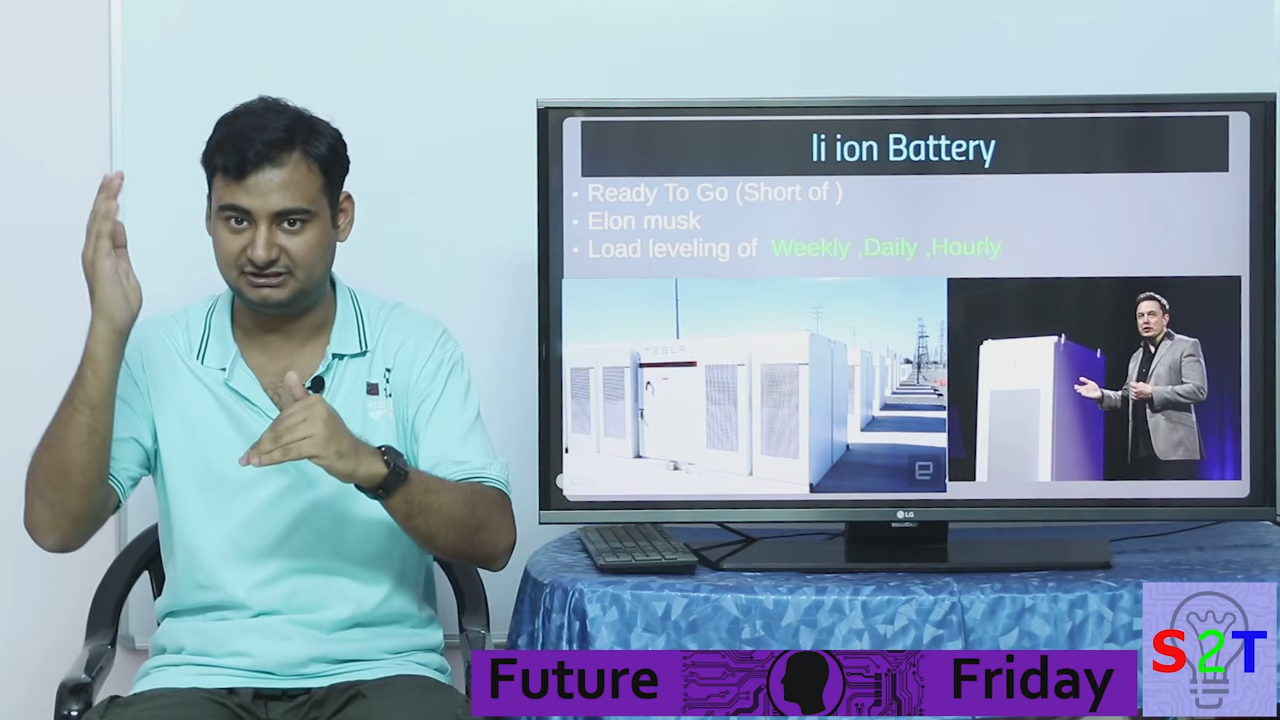 li ion Battery
• Ready To Go (Short of )
• Elon musk
• Load leveling of Weekly ,Daily ,Hourly
TESLA
e
LG
Future Friday
S2T